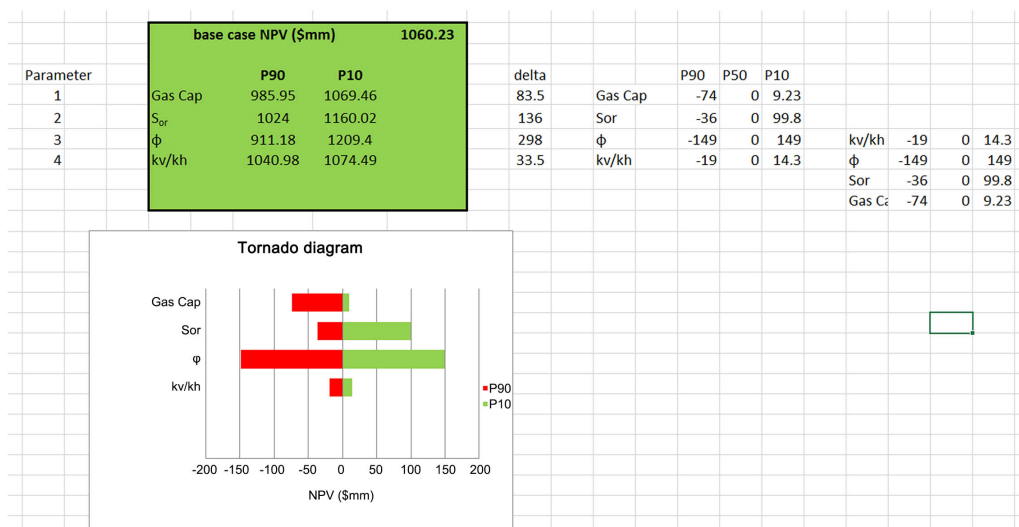 base case NPV ($mm) 1060.23
Parameter P90 P10 delta P90 P50 P10
1 Gas Cap 985.95 1069.46 83.5 Gas Cap -74 0 9.23
2 Sor 1024 1160.02 136 Sor -36 0 99.8
3 ϕ 911.18 1209.4 298 ϕ -149 0 149 kv/kh -19 0 14.3
4 kv/kh 1040.98 1074.49 33.5 kv/kh -19 0 14.3 ϕ -149 0 149
Sor -36 0 99.8
Gas Ca -74 0 9.23
Tornado diagram
Gas Cap
Sor
φ
kv/kh
P90
P10
-200 -150 -100 -50 0 50 100 150 200
NPV ($mm)